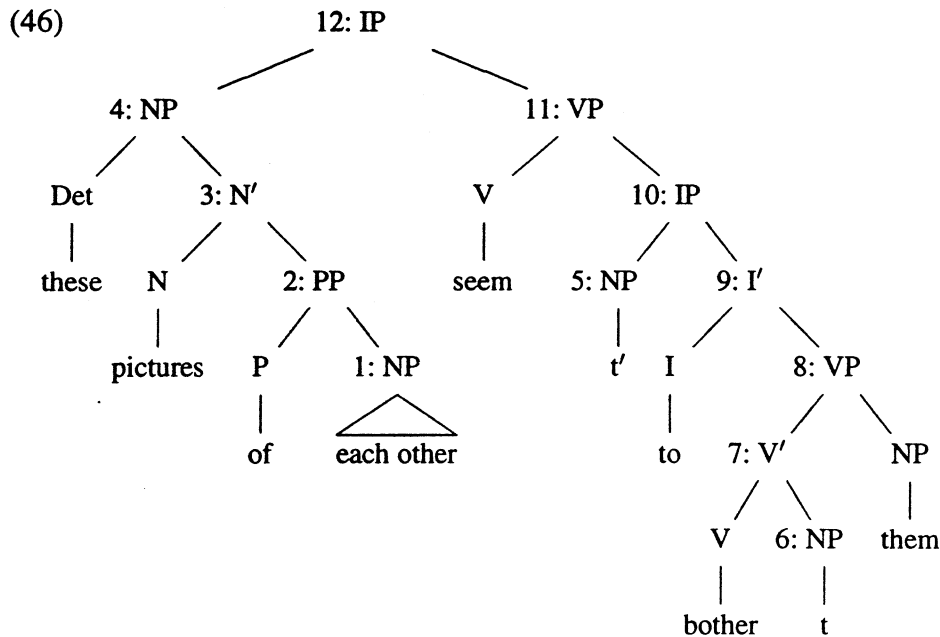 (46) 12: IP
4: NP 11: VP
Det 3: N′ V 10: IP
these N 2: PP seem 5: NP 9: I′
pictures P 1: NP t′ I 8: VP
of each other to 7: V′ NP
V 6: NP them
bother t